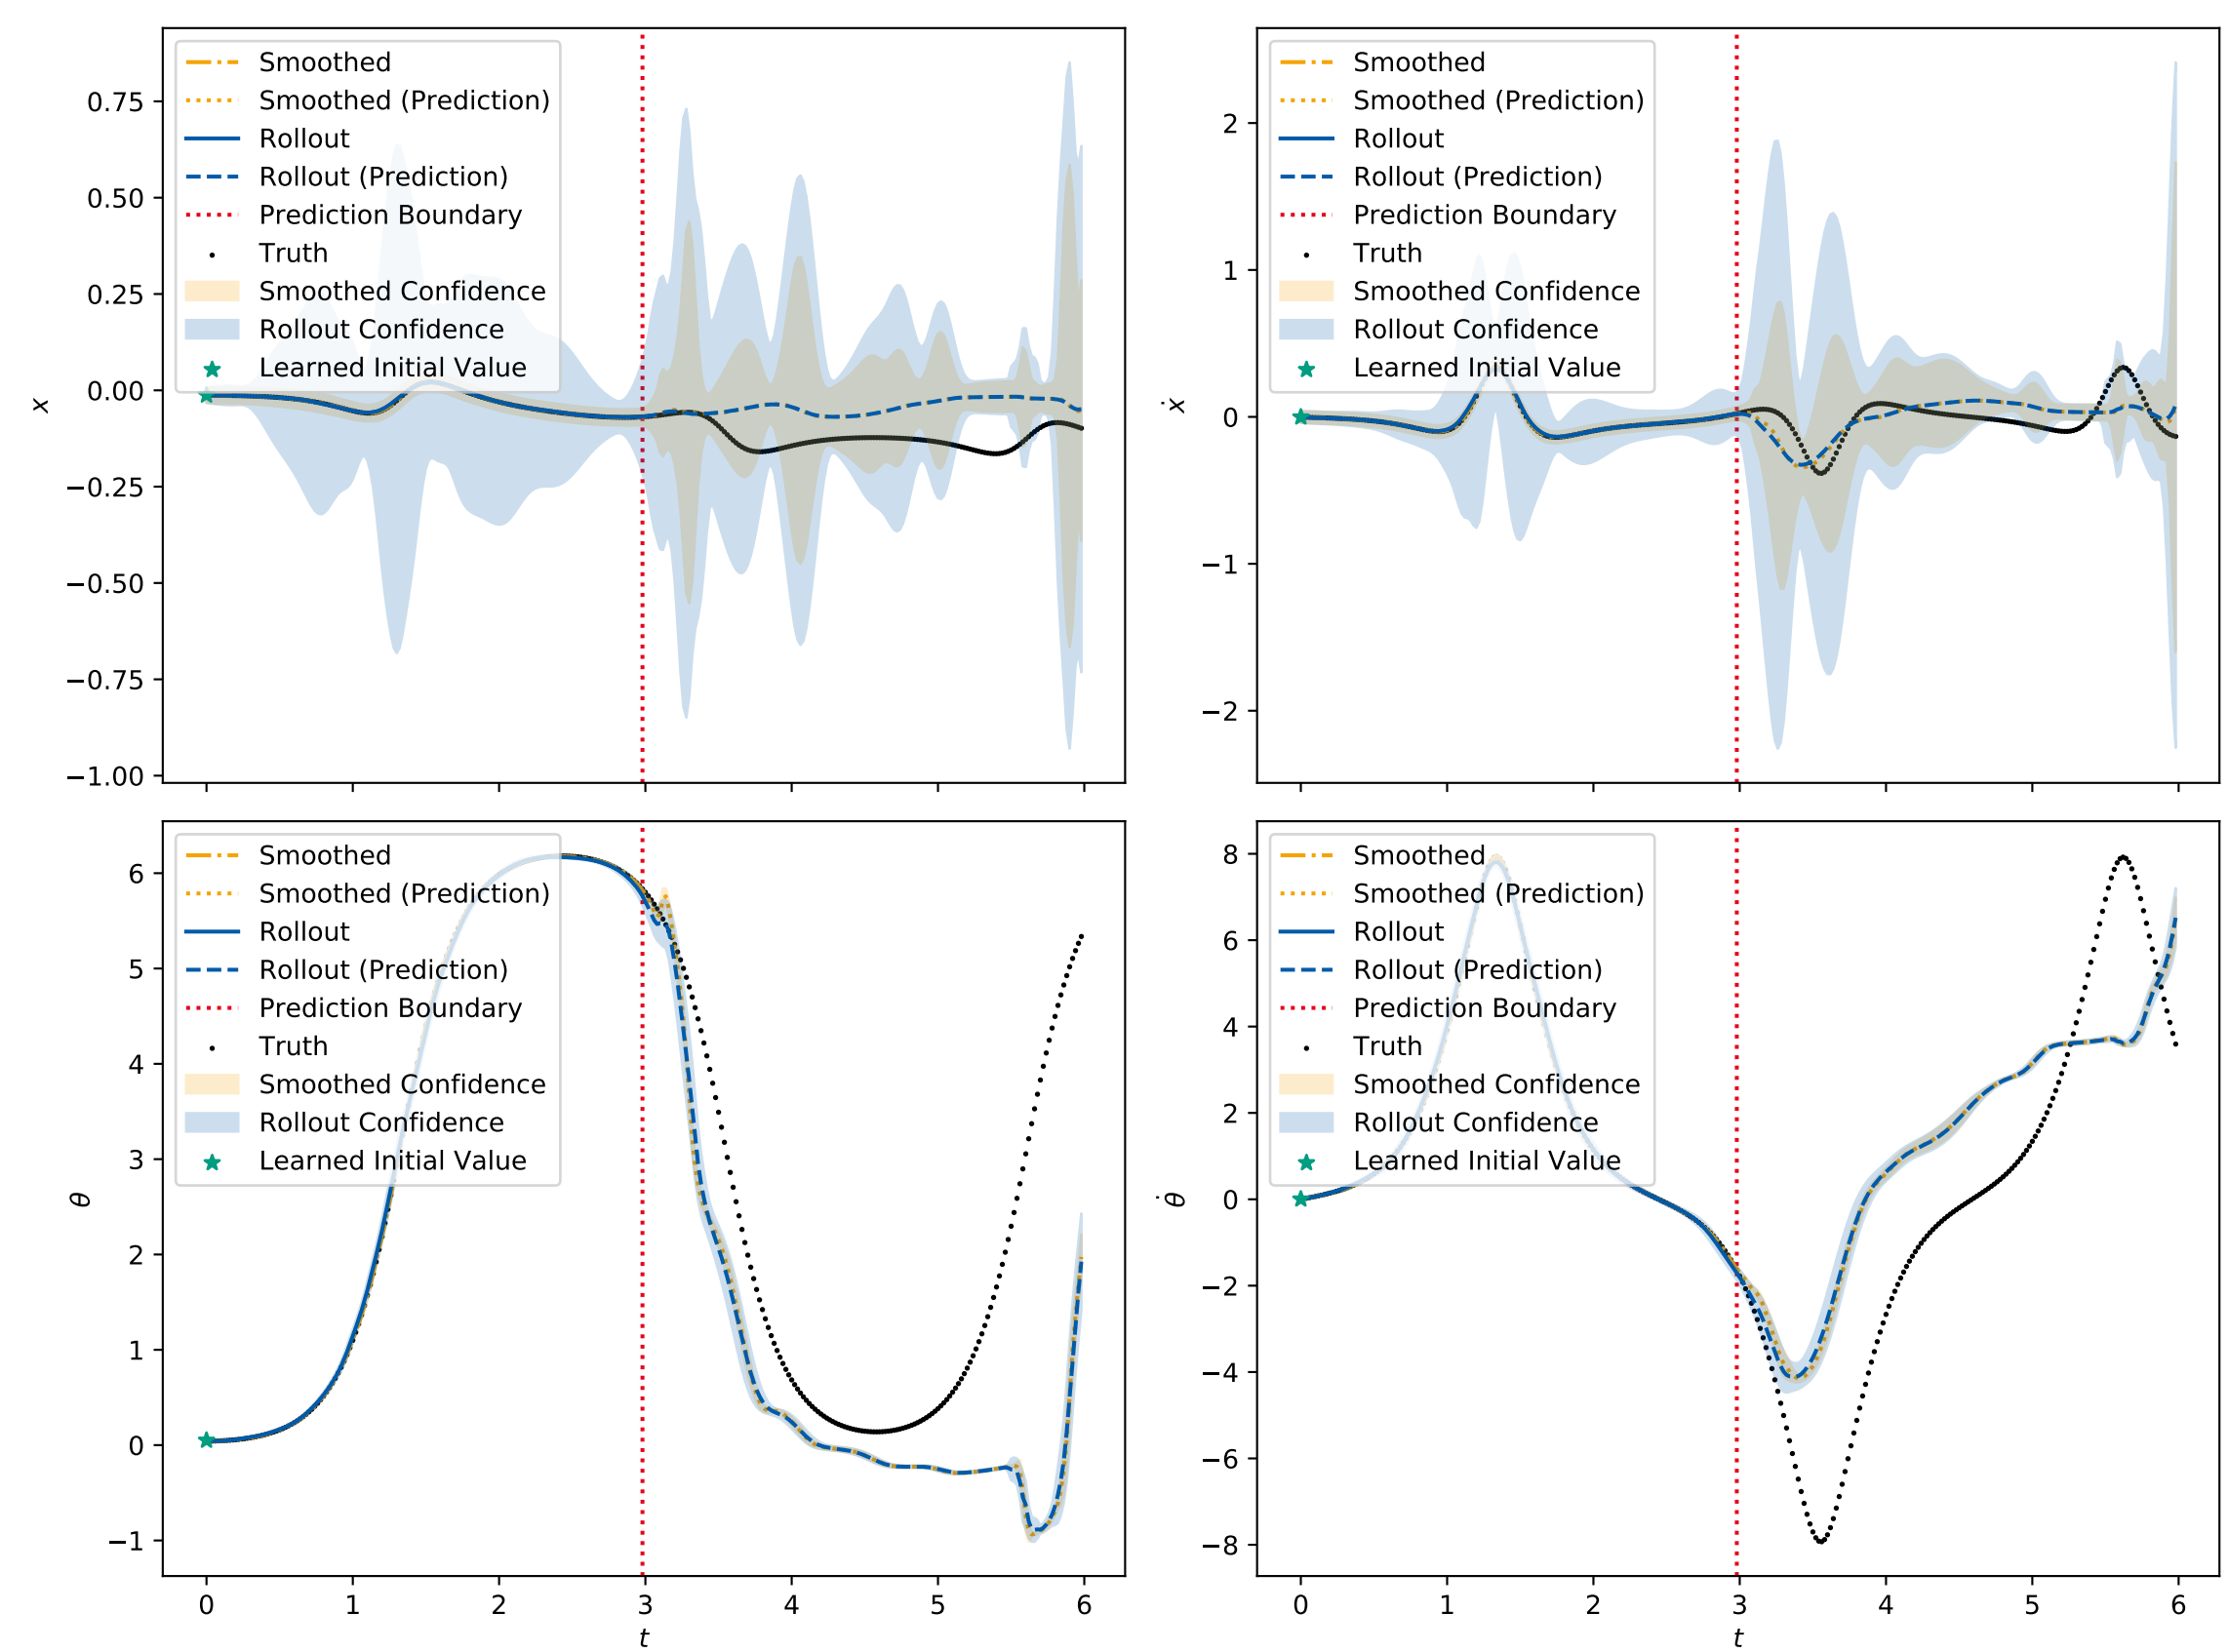 Smoothed
Smoothed (Prediction)
Rollout
Rollout (Prediction)
Prediction Boundary
Truth
Smoothed Confidence
Rollout Confidence
Learned Initial Value
0.75
0.50
0.25
0.00
−0.25
−0.50
−0.75
−1.00
x
Smoothed
Smoothed (Prediction)
Rollout
Rollout (Prediction)
Prediction Boundary
Truth
Smoothed Confidence
Rollout Confidence
Learned Initial Value
2
1
0
−1
−2
ẋ
Smoothed
Smoothed (Prediction)
Rollout
Rollout (Prediction)
Prediction Boundary
Truth
Smoothed Confidence
Rollout Confidence
Learned Initial Value
6
5
4
3
2
1
0
−1
θ
0 1 2 3 4 5 6
t
Smoothed
Smoothed (Prediction)
Rollout
Rollout (Prediction)
Prediction Boundary
Truth
Smoothed Confidence
Rollout Confidence
Learned Initial Value
8
6
4
2
0
−2
−4
−6
−8
θ̇
0 1 2 3 4 5 6
t